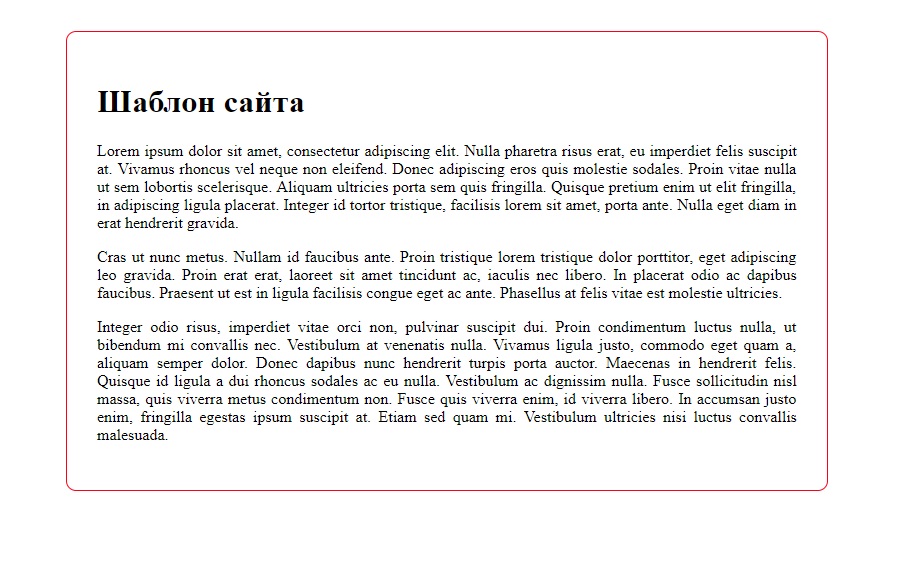 Шаблон сайта
Lorem ipsum dolor sit amet, consectetur adipiscing elit. Nulla pharetra risus erat, eu imperdiet felis suscipit
at. Vivamus rhoncus vel neque non eleifend. Donec adipiscing eros quis molestie sodales. Proin vitae nulla
ut sem lobortis scelerisque. Aliquam ultricies porta sem quis fringilla. Quisque pretium enim ut elit fringilla,
in adipiscing ligula placerat. Integer id tortor tristique, facilisis lorem sit amet, porta ante. Nulla eget diam in
erat hendrerit gravida.
Cras ut nunc metus. Nullam id faucibus ante. Proin tristique lorem tristique dolor porttitor, eget adipiscing
leo gravida. Proin erat erat, laoreet sit amet tincidunt ac, iaculis nec libero. In placerat odio ac dapibus
faucibus. Praesent ut est in ligula facilisis congue eget ac ante. Phasellus at felis vitae est molestie ultricies.
Integer odio risus, imperdiet vitae orci non, pulvinar suscipit dui. Proin condimentum luctus nulla, ut
bibendum mi convallis nec. Vestibulum at venenatis nulla. Vivamus ligula justo, commodo eget quam a,
aliquam semper dolor. Donec dapibus nunc hendrerit turpis porta auctor. Maecenas in hendrerit felis.
Quisque id ligula a dui rhoncus sodales ac eu nulla. Vestibulum ac dignissim nulla. Fusce sollicitudin nisl
massa, quis viverra metus condimentum non. Fusce quis viverra enim, id viverra libero. In accumsan justo
enim, fringilla egestas ipsum suscipit at. Etiam sed quam mi. Vestibulum ultricies nisi luctus convallis
malesuada.